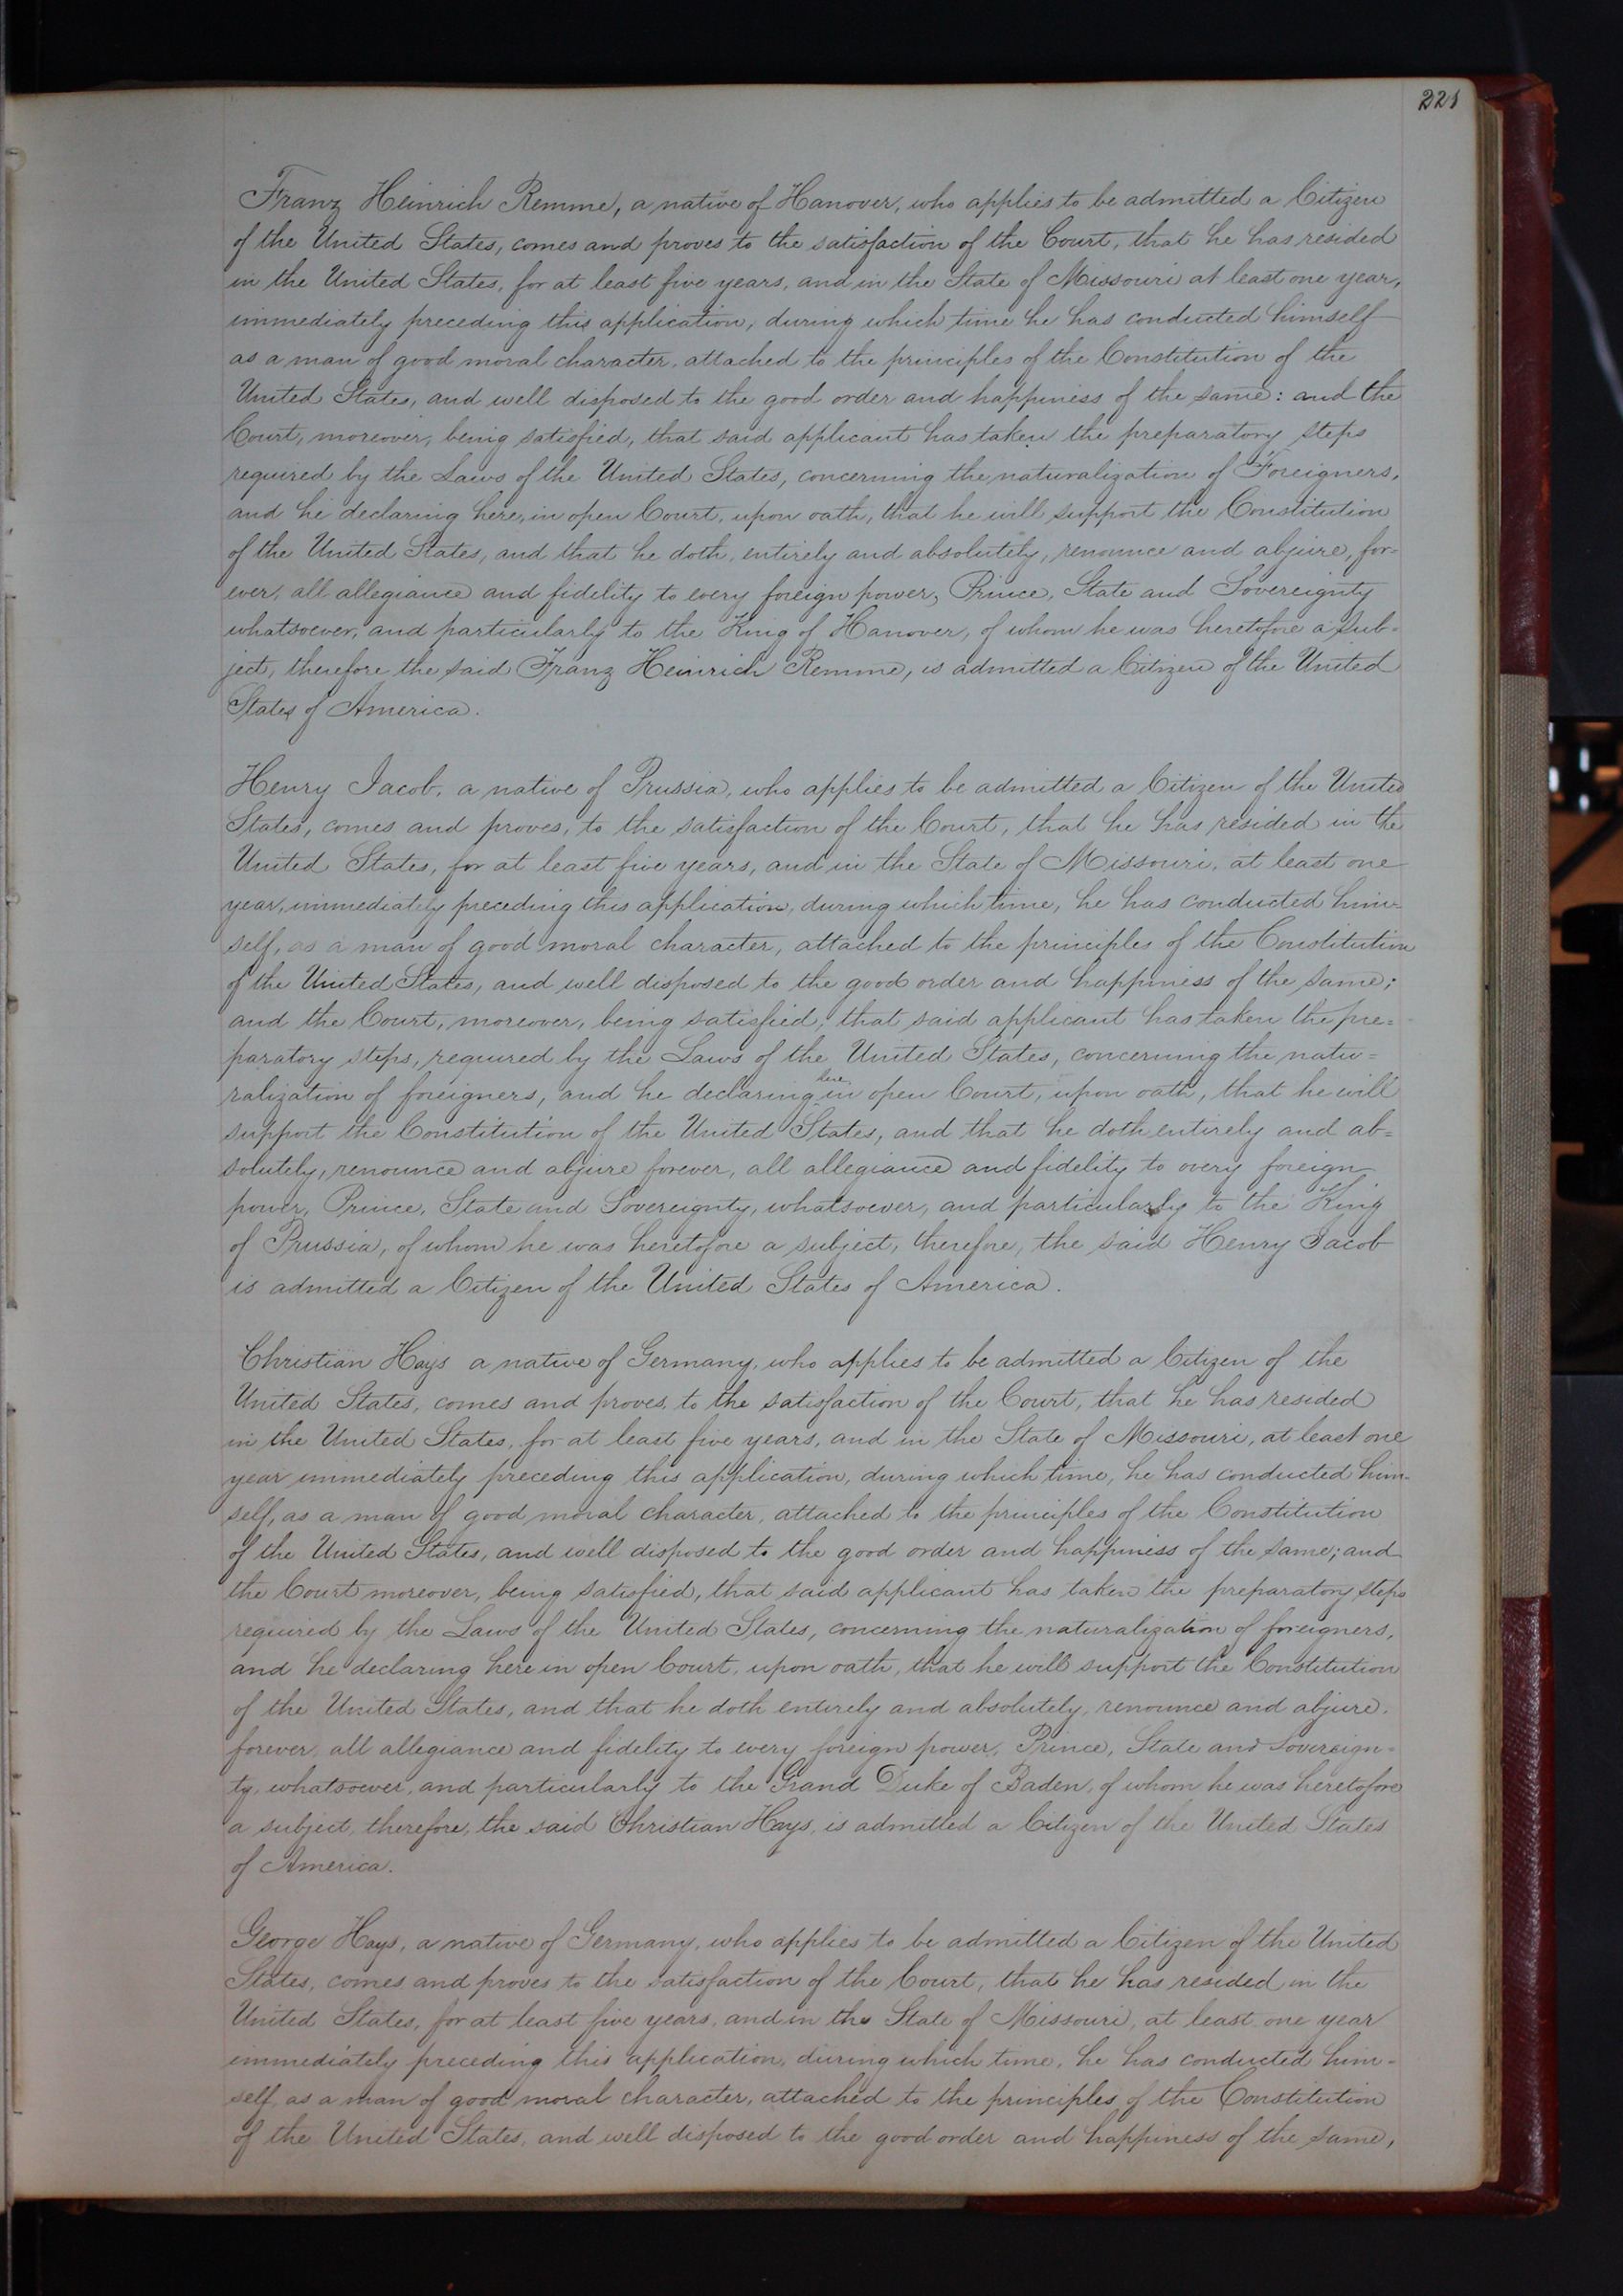 221
Franz Heinrich Remme, a native of Hanover, who applies to be admitted a Citizen
of the United States, comes and proves to the satisfaction of the Court, that he has resided
in the United States, for at least five years, and in the State of Missouri at least one year,
immediately preceding this application, during which time he has conducted himself
as a man of good moral character, attached to the principles of the Constitution of the
United States, and well disposed to the good order and happiness of the same: and the
Court, moreover, being satisfied, that said applicant has taken the preparatory steps
required by the Laws of the United States, concerning the naturalization of Foreigners,
and he declaring here, in open Court, upon oath, that he will support the Constitution
of the United States, and that he doth, entirely and absolutely, renounce and abjure, for=
ever, all allegiance and fidelity to every foreign power, Prince, State and Sovereignty
whatsoever, and particularly to the King of Hanover, of whom he was heretofore a sub=
ject, therefore the said Franz Heinrich Remme, is admitted a Citizen of the United
States of America.
Henry Jacob, a native of Prussia, who applies to be admitted a Citizen of the United
States, comes and proves, to the satisfaction of the Court, that he has resided in the
United States, for at least five years, and in the State of Missouri, at least one
year, immediately preceding this application, during which time, he has conducted him=
self, as a man of good moral character, attached to the principles of the Constitution
of the United States, and well disposed to the good order and happiness of the same;
and the Court, moreover, being satisfied, that said applicant has taken the pre=
paratory steps, required by the Laws of the United States, concerning the natu=
ralization of foreigners, and he declaring here in open Court, upon oath, that he will
support the Constitution of the United States, and that he doth entirely and ab=
solutely, renounce and abjure forever, all allegiance and fidelity to every foreign
power, Prince, State and Sovereignty, whatsoever, and particularly to the King
of Prussia, of whom he was heretofore a subject, therefore, the said Henry Jacob
is admitted a Citizen of the United States of America.
Christian Hays a native of Germany, who applies to be admitted a Citizen of the
United States, comes and proves, to the satisfaction of the Court, that he has resided
in the United States, for at least five years, and in the State of Missouri, at least one
year immediately preceding this application, during which time, he has conducted him-
self, as a man of good moral character, attached to the principles of the Constitution
of the United States, and well disposed to the good order and happiness of the same; and
the Court moreover, being satisfied, that said applicant has taken the preparatory steps
required by the Laws of the United States, concerning the naturalization of foreigners,
and he declaring here in open Court, upon oath, that he will support the Constitution
of the United States, and that he doth entirely and absolutely, renounce and abjure,
forever, all allegiance and fidelity to every foreign power, Prince, State and Sovereign=
ty, whatsoever, and particularly to the Grand Duke of Baden, of whom he was heretofore
a subject, therefore, the said Christian Hays, is admitted a Citizen of the United States
of America.
George Hays, a native of Germany, who applies to be admitted a Citizen of the United
States, comes and proves to the satisfaction of the Court, that he has resided in the
United States, for at least five years, and in the State of Missouri, at least one year
immediately preceding this application, during which time, he has conducted him-
self, as a man of good moral character, attached to the principles of the Constitution
of the United States, and well disposed to the good order and happiness of the same,